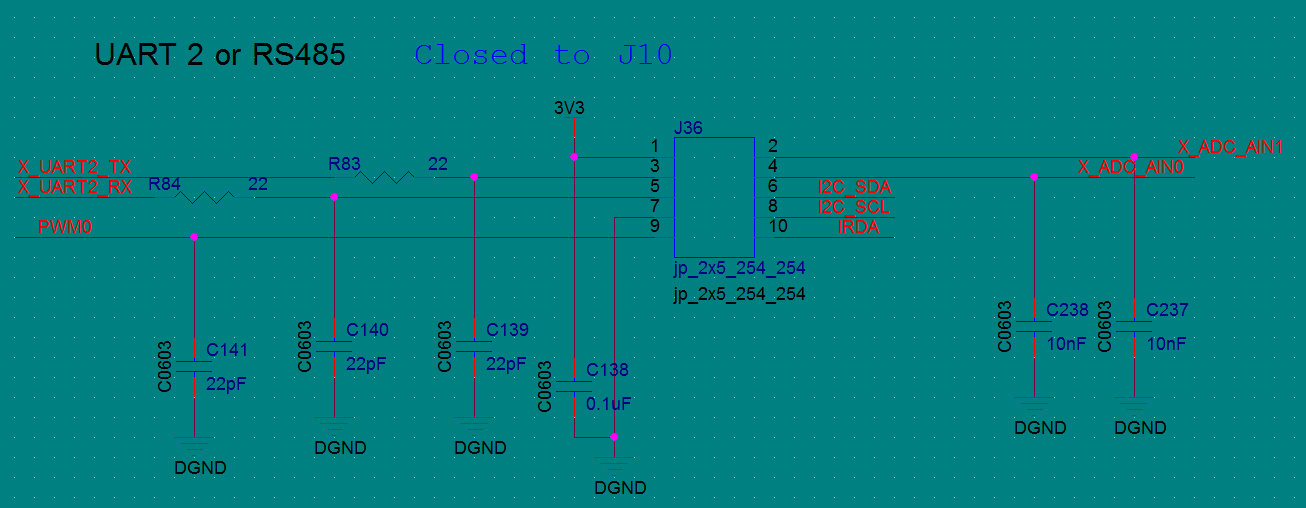 UART 2 or RS485 Closed to J10
3V3
J36
1 2
X_ADC_AIN1
X_UART2_TX R83 22 3 4 X_ADC_AIN0
X_UART2_RX R84 22 5 6 I2C_SDA
7 8 I2C_SCL
PWM0 9 10 IRDA
jp_2x5_254_254
jp_2x5_254_254
C0603 C141 22pF
DGND
C0603 C140 22pF
DGND
C0603 C139 22pF
DGND
C0603 C138 0.1uF
DGND
C0603 C238 10nF
DGND
C0603 C237 10nF
DGND